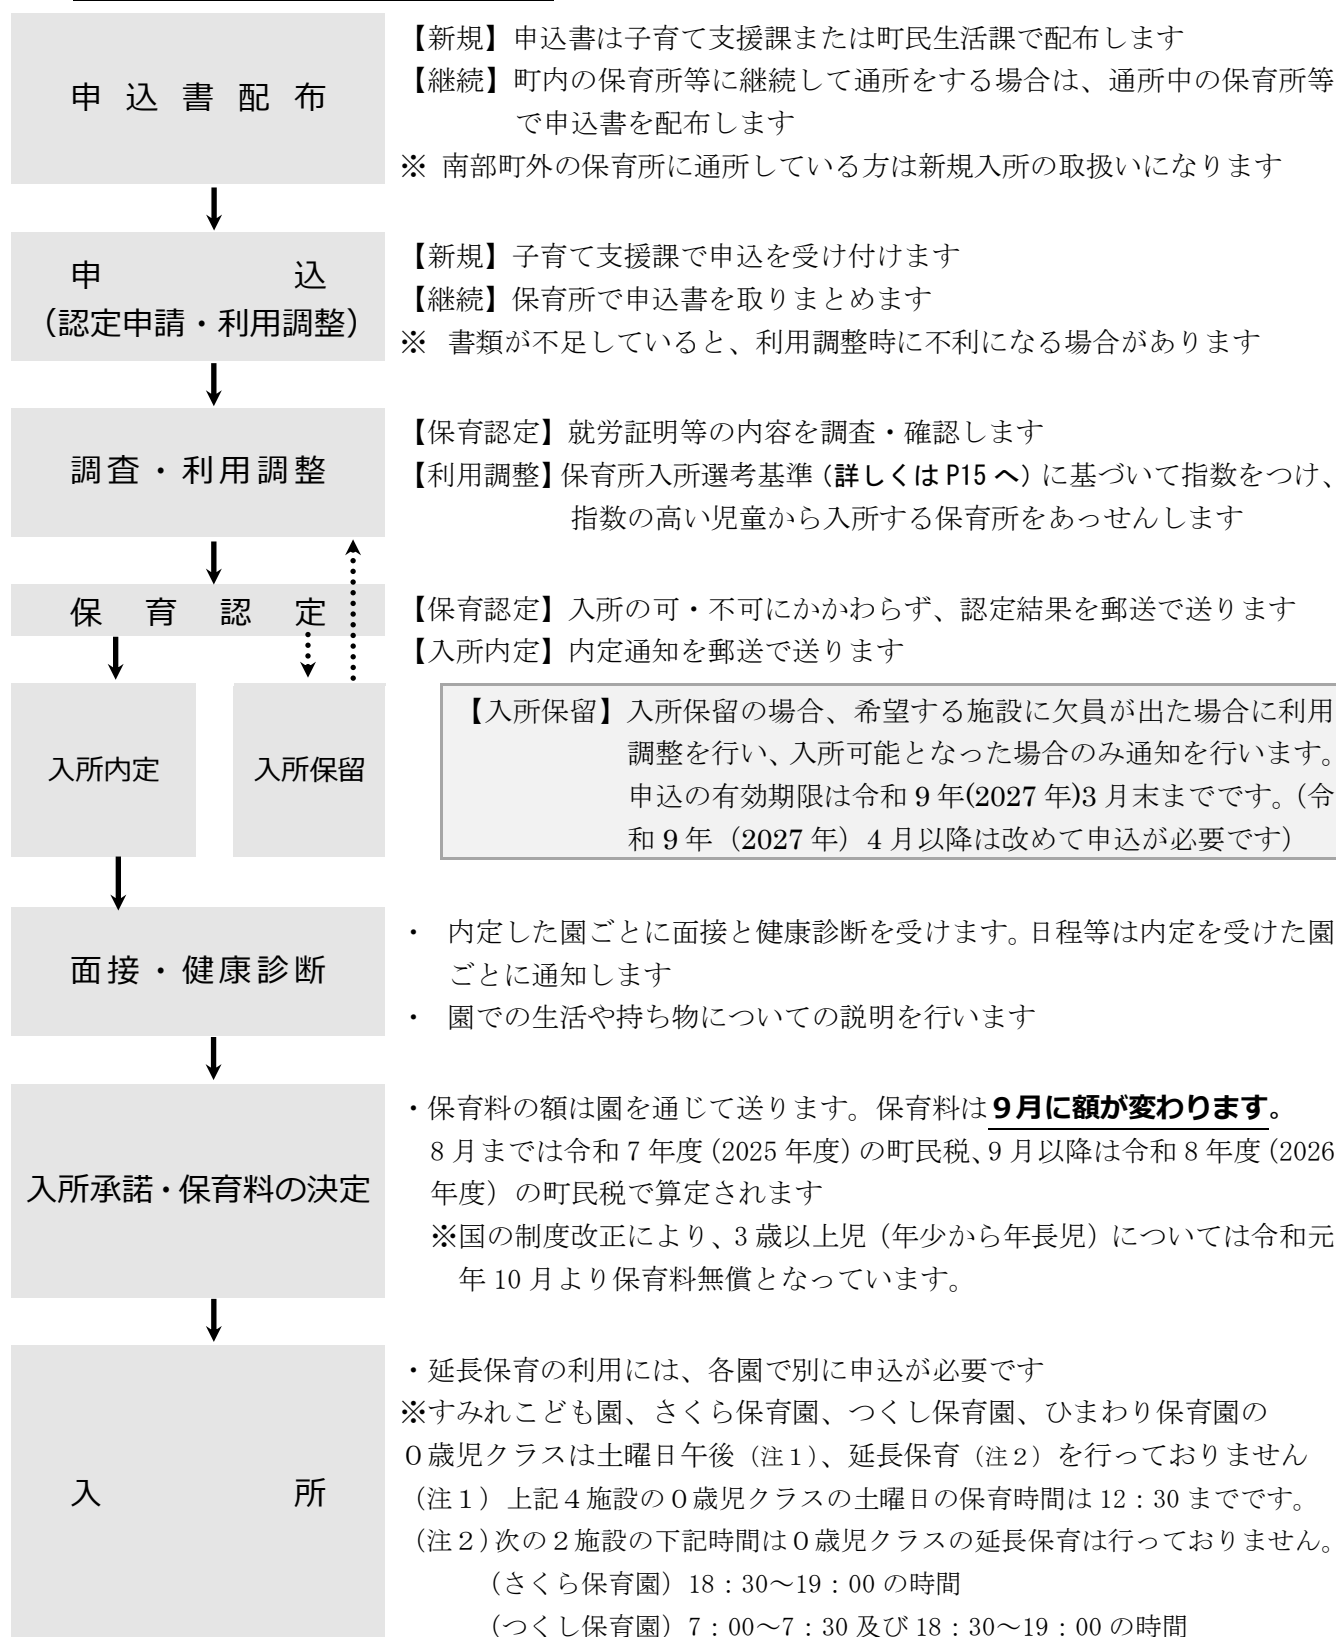 申込書配布
【新規】申込書は子育て支援課または町民生活課で配布します
【継続】町内の保育所等に継続して通所をする場合は、通所中の保育所等
で申込書を配布します
※ 南部町外の保育所に通所している方は新規入所の取扱いになります
申　　　込
（認定申請・利用調整）
【新規】子育て支援課で申込を受け付けます
【継続】保育所で申込書を取りまとめます
※ 書類が不足していると、利用調整時に不利になる場合があります
調査・利用調整
【保育認定】就労証明等の内容を調査・確認します
【利用調整】保育所入所選考基準（詳しくは P15 へ）に基づいて指数をつけ、
指数の高い児童から入所する保育所をあっせんします
保育認定
【保育認定】入所の可・不可にかかわらず、認定結果を郵送で送ります
【入所内定】内定通知を郵送で送ります
入所内定
入所保留
【入所保留】入所保留の場合、希望する施設に欠員が出た場合に利用
調整を行い、入所可能となった場合のみ通知を行います。
申込の有効期限は令和 9 年(2027 年)3 月末までです。（令
和 9 年（2027 年）4 月以降は改めて申込が必要です）
面接・健康診断
・ 内定した園ごとに面接と健康診断を受けます。日程等は内定を受けた園
ごとに通知します
・ 園での生活や持ち物についての説明を行います
入所承諾・保育料の決定
・保育料の額は園を通じて送ります。保育料は９月に額が変わります。
8 月までは令和 7 年度（2025 年度）の町民税、9 月以降は令和 8 年度（2026
年度）の町民税で算定されます
※国の制度改正により、3 歳以上児（年少から年長児）については令和元
年 10 月より保育料無償となっています。
入　　　所
・延長保育の利用には、各園で別に申込が必要です
※すみれこども園、さくら保育園、つくし保育園、ひまわり保育園の
０歳児クラスは土曜日午後（注１）、延長保育（注２）を行っておりません
（注１）上記４施設の０歳児クラスの土曜日の保育時間は 12：30 までです。
（注２）次の２施設の下記時間は０歳児クラスの延長保育は行っておりません。
（さくら保育園）18：30～19：00 の時間
（つくし保育園）7：00～7：30 及び 18：30～19：00 の時間